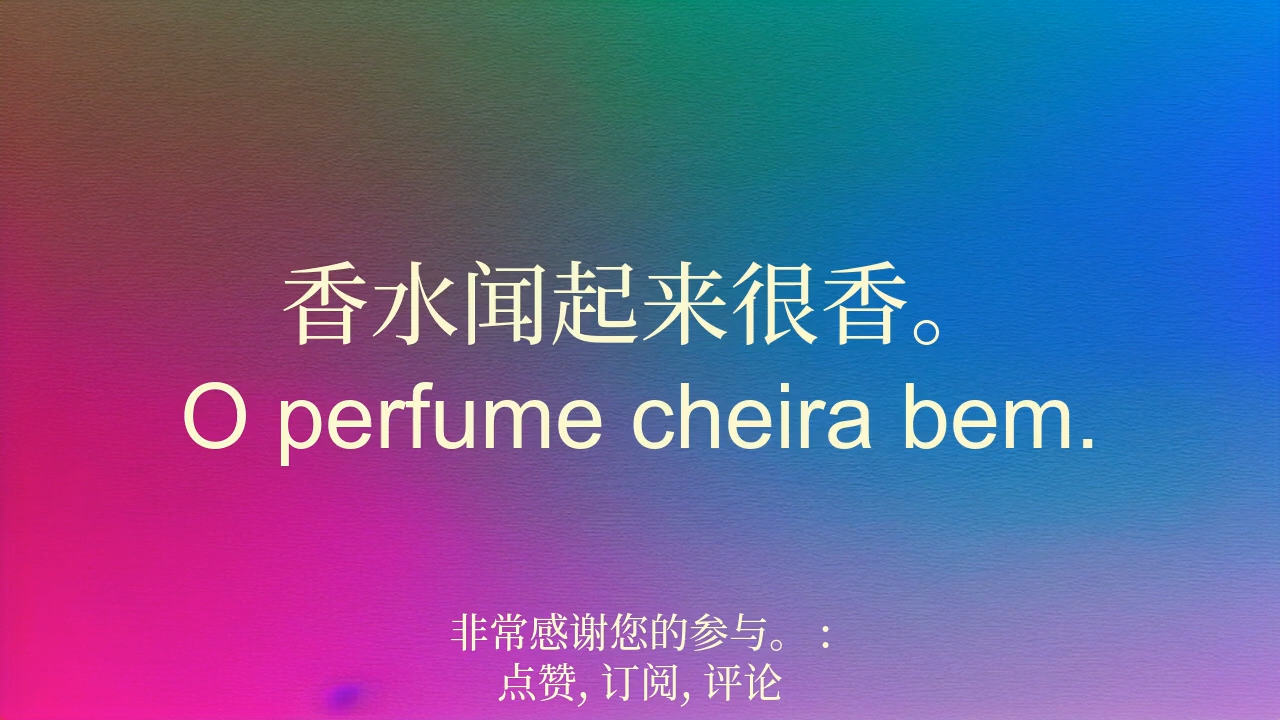 香水闻起来很香。
O perfume cheira bem.
非常感谢您的参与。 :
点赞, 订阅, 评论